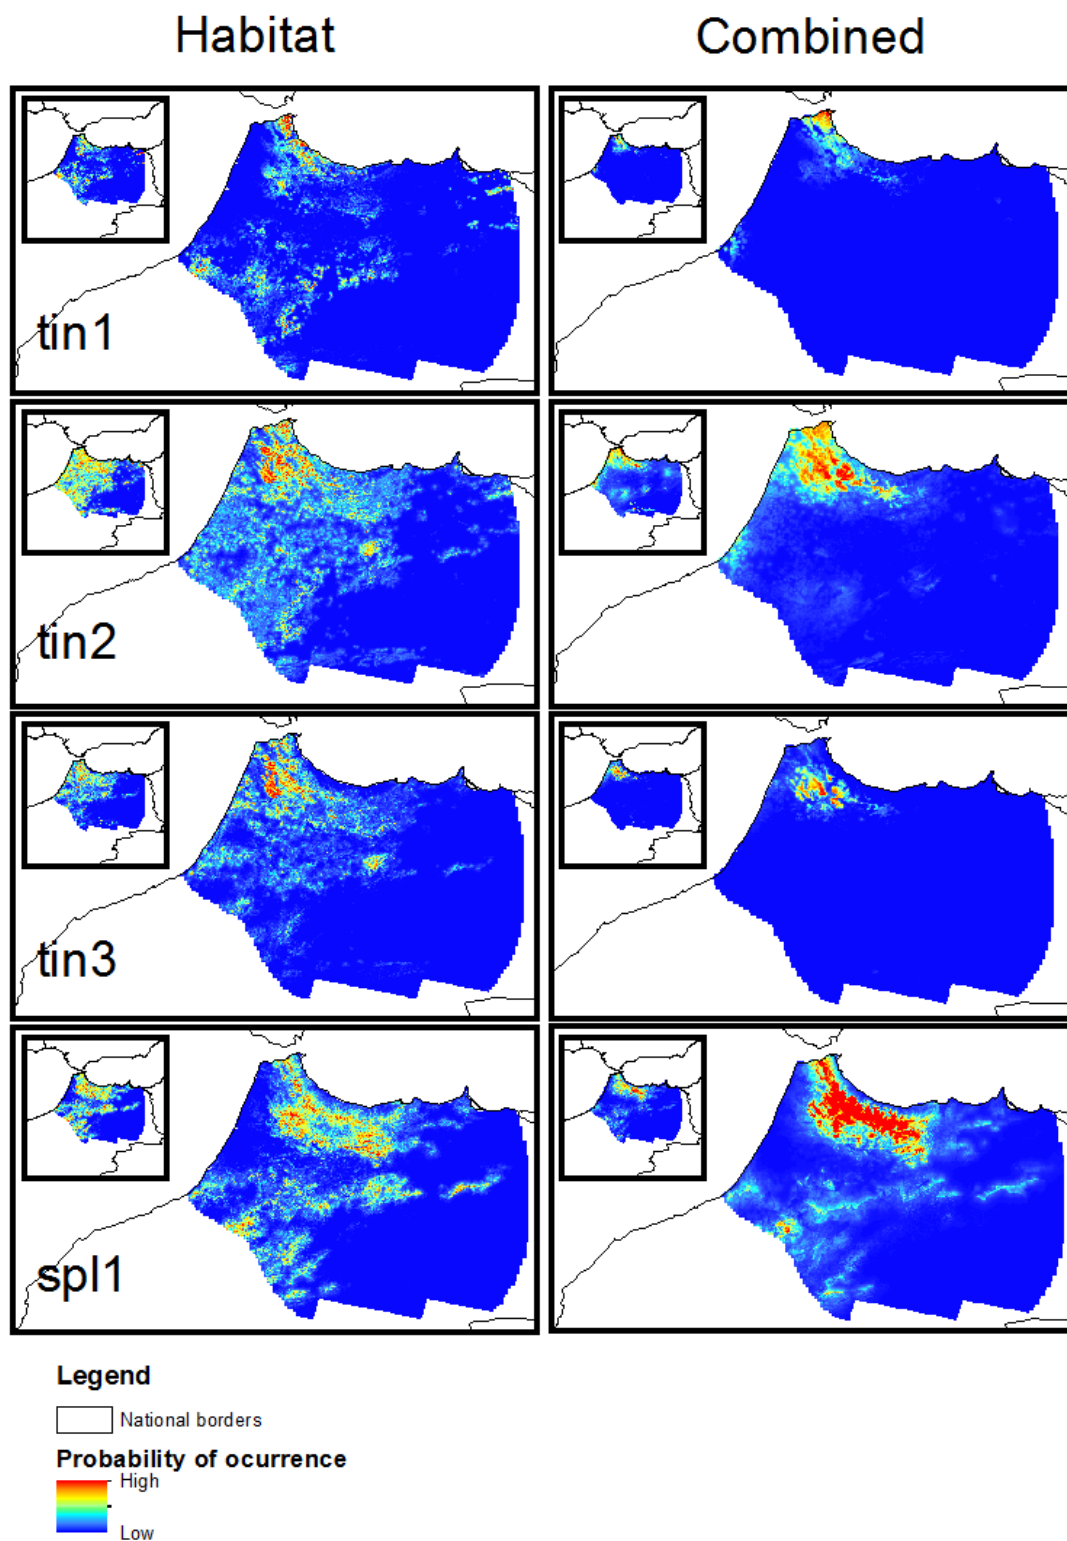 Habitat
Combined
tin1
tin2
tin3
spl1
Legend
National borders
Probability of ocurrence
High
Low